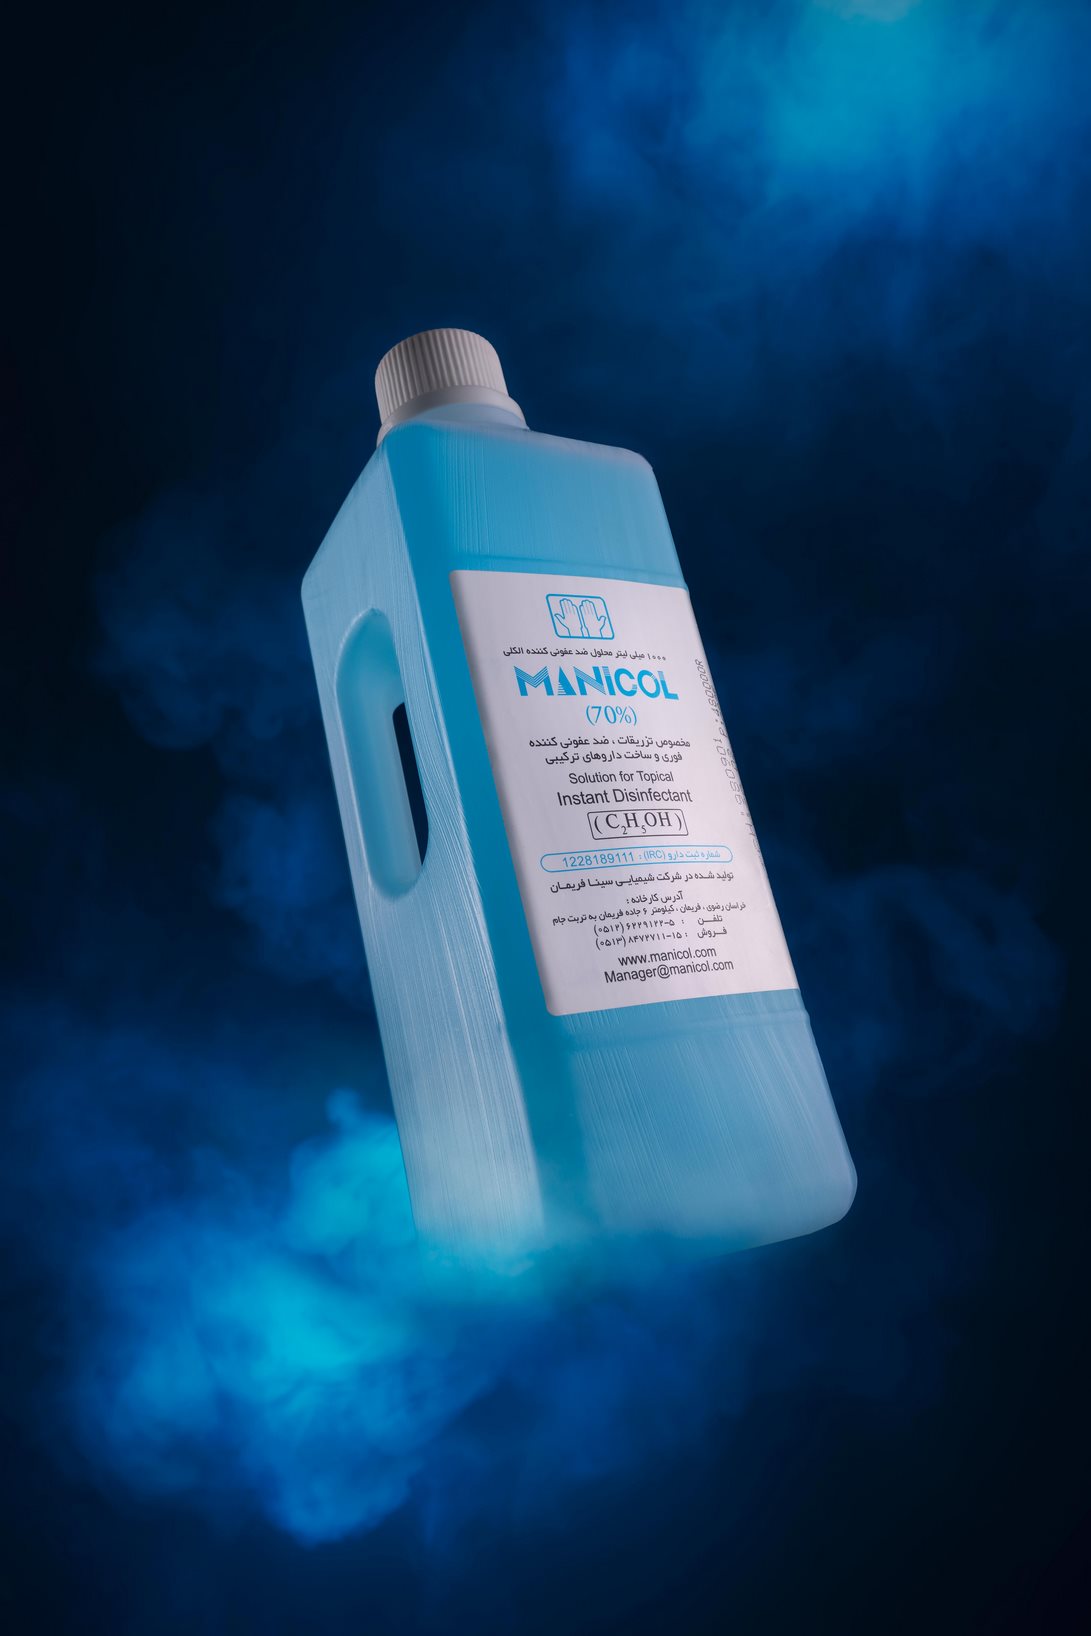 ۱۰۰۰ میلی لیتر محلول ضد عفونی کننده الکلی
MANICOL
(70%)
مخصوص تزریقات ، ضد عفونی کننده
فوری و ساخت داروهای ترکیبی
Solution for Topical
Instant Disinfectant
(C₂H₅OH)
شماره ثبت دارو (IRC) : 1228189111
تولید شده در شرکت شیمیایی سینا فریمان
آدرس کارخانه :
خراسان رضوی ، فریمان ، کیلومتر ۶ جاده فریمان به تربت جام
تلفن : ۵-۶۲۲۹۱۲۲ (۰۵۱۲)
فروش : ۱۵-۸۴۷۲۷۱۱ (۰۵۱۳)
www.manicol.com
Manager@manicol.com